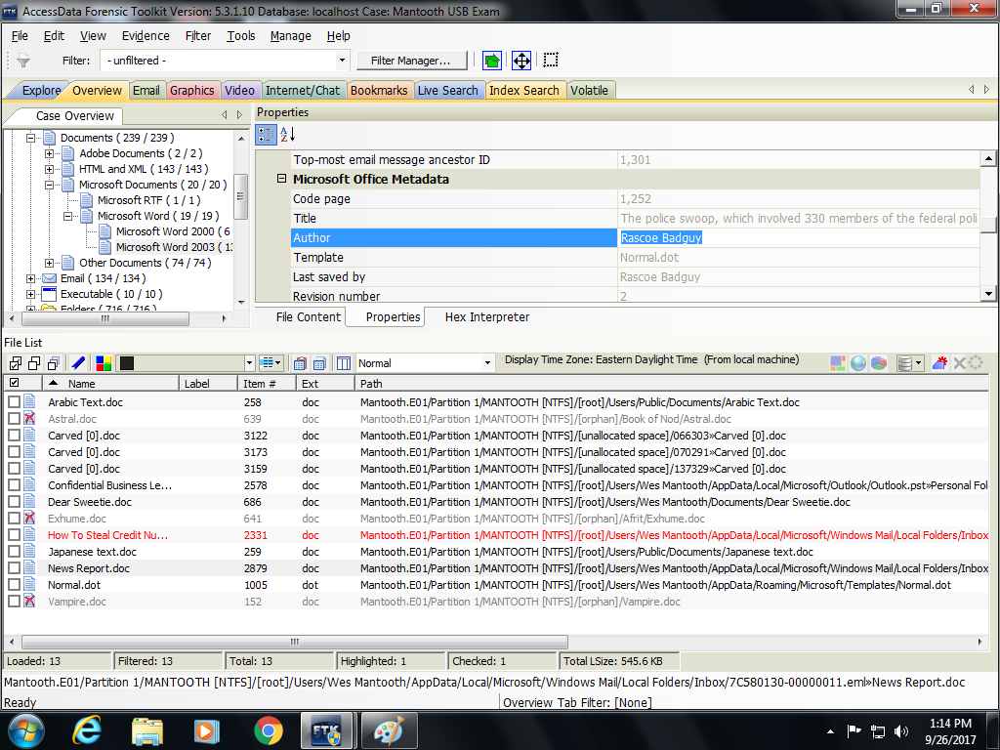 AccessData Forensic Toolkit Version: 5.3.1.10 Database: localhost Case: Mantooth USB Exam
File Edit View Evidence Filter Tools Manage Help
Filter: - unfiltered - Filter Manager...
Explore Overview Email Graphics Video Internet/Chat Bookmarks Live Search Index Search Volatile
Case Overview
Documents ( 239 / 239 )
Adobe Documents ( 2 / 2 )
HTML and XML ( 143 / 143 )
Microsoft Documents ( 20 / 20 )
Microsoft RTF ( 1 / 1 )
Microsoft Word ( 19 / 19 )
Microsoft Word 2000 ( 6
Microsoft Word 2003 ( 13
Other Documents ( 74 / 74 )
Email ( 134 / 134 )
Executable ( 10 / 10 )
Folders ( 716 / 716 )
Properties
Top-most email message ancestor ID 1,301
Microsoft Office Metadata
Code page 1,252
Title The police swoop, which involved 330 members of the federal poli
Author Rascoe Badguy
Template Normal.dot
Last saved by Rascoe Badguy
Revision number 2
File Content Properties Hex Interpreter
File List
Normal Display Time Zone: Eastern Daylight Time (From local machine)
Name Label Item # Ext Path
Arabic Text.doc 258 doc Mantooth.E01/Partition 1/MANTOOTH [NTFS]/[root]/Users/Public/Documents/Arabic Text.doc
Astral.doc 639 doc Mantooth.E01/Partition 1/MANTOOTH [NTFS]/[orphan]/Book of Nod/Astral.doc
Carved [0].doc 3122 doc Mantooth.E01/Partition 1/MANTOOTH [NTFS]/[unallocated space]/066303»Carved [0].doc
Carved [0].doc 3173 doc Mantooth.E01/Partition 1/MANTOOTH [NTFS]/[unallocated space]/070291»Carved [0].doc
Carved [0].doc 3159 doc Mantooth.E01/Partition 1/MANTOOTH [NTFS]/[unallocated space]/137329»Carved [0].doc
Confidential Business Le... 2578 doc Mantooth.E01/Partition 1/MANTOOTH [NTFS]/[root]/Users/Wes Mantooth/AppData/Local/Microsoft/Outlook/Outlook.pst»Personal Fol
Dear Sweetie.doc 686 doc Mantooth.E01/Partition 1/MANTOOTH [NTFS]/[root]/Users/Wes Mantooth/Documents/Dear Sweetie.doc
Exhume.doc 641 doc Mantooth.E01/Partition 1/MANTOOTH [NTFS]/[orphan]/Afrit/Exhume.doc
How To Steal Credit Nu... 2331 doc Mantooth.E01/Partition 1/MANTOOTH [NTFS]/[root]/Users/Wes Mantooth/AppData/Local/Microsoft/Windows Mail/Local Folders/Inbox
Japanese text.doc 259 doc Mantooth.E01/Partition 1/MANTOOTH [NTFS]/[root]/Users/Public/Documents/Japanese text.doc
News Report.doc 2879 doc Mantooth.E01/Partition 1/MANTOOTH [NTFS]/[root]/Users/Wes Mantooth/AppData/Local/Microsoft/Windows Mail/Local Folders/Inbox
Normal.dot 1005 dot Mantooth.E01/Partition 1/MANTOOTH [NTFS]/[root]/Users/Wes Mantooth/AppData/Roaming/Microsoft/Templates/Normal.dot
Vampire.doc 152 doc Mantooth.E01/Partition 1/MANTOOTH [NTFS]/[orphan]/Vampire.doc
Loaded: 13 Filtered: 13 Total: 13 Highlighted: 1 Checked: 1 Total LSize: 545.6 KB
Mantooth.E01/Partition 1/MANTOOTH [NTFS]/[root]/Users/Wes Mantooth/AppData/Local/Microsoft/Windows Mail/Local Folders/Inbox/7C580130-00000011.eml»News Report.doc
Ready Overview Tab Filter: [None]
FTK
1:14 PM
9/26/2017